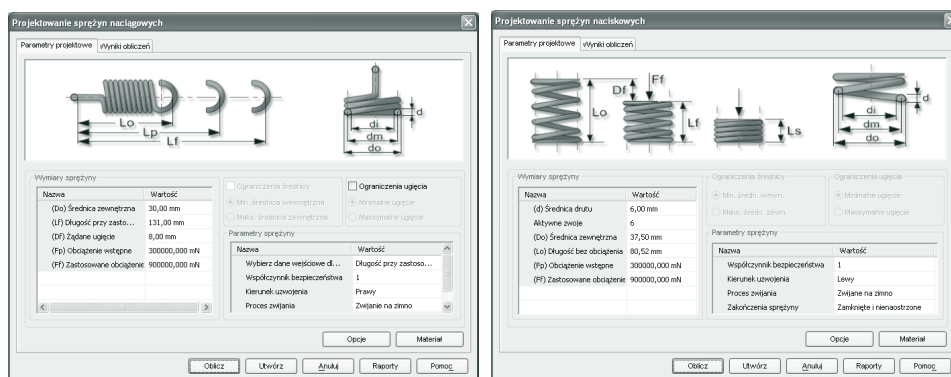 Projektowanie sprężyn naciągowych
Parametry projektowe
Wyniki obliczeń
Lo
Lp
Lf
d
di
dm
do
Wymiary sprężyny
Nazwa Wartość
(Do) Średnica zewnętrzna 30,00 mm
(Lf) Długość przy zasto... 131,00 mm
(Df) Żądane ugięcie 8,00 mm
(Fp) Obciążenie wstępne 300000,000 mN
(Ff) Zastosowane obciążenie 900000,000 mN
Ograniczenia średnicy
Min. średnica wewnętrzna
Maks. średnica zewnętrzna
Ograniczenia ugięcia
Minimalne ugięcie
Maksymalne ugięcie
Parametry sprężyny
Nazwa Wartość
Wybierz dane wejściowe dl... Długość przy zastoso...
Współczynnik bezpieczeństwa 1
Kierunek uzwojenia Prawy
Proces zwijania Zwijanie na zimno
Opcje
Materiał
Oblicz
Utwórz
Anuluj
Raporty
Pomoc
Projektowanie sprężyn naciskowych
Parametry projektowe
Wyniki obliczeń
Lo
Df
Ff
Lf
Ls
d
di
dm
do
Wymiary sprężyny
Nazwa Wartość
(d) Średnica drutu 6,00 mm
Aktywne zwoje 6
(Do) Średnica zewnętrzna 37,50 mm
(Lo) Długość bez obciążenia 80,52 mm
(Fp) Obciążenie wstępne 300000,000 mN
(Ff) Zastosowane obciążenie 900000,000 mN
Ograniczenia średnicy
Min. średn. wewn.
Maks. średn. zewn.
Ograniczenia ugięcia
Minimalne ugięcie
Maksymalne ugięcie
Parametry sprężyny
Nazwa Wartość
Współczynnik bezpieczeństwa 1
Kierunek uzwojenia Lewy
Proces zwijania Zwijane na zimno
Zakończenia sprężyny Zamknięte i nienaostrzone
Opcje
Materiał
Oblicz
Utwórz
Anuluj
Raporty
Pomoc